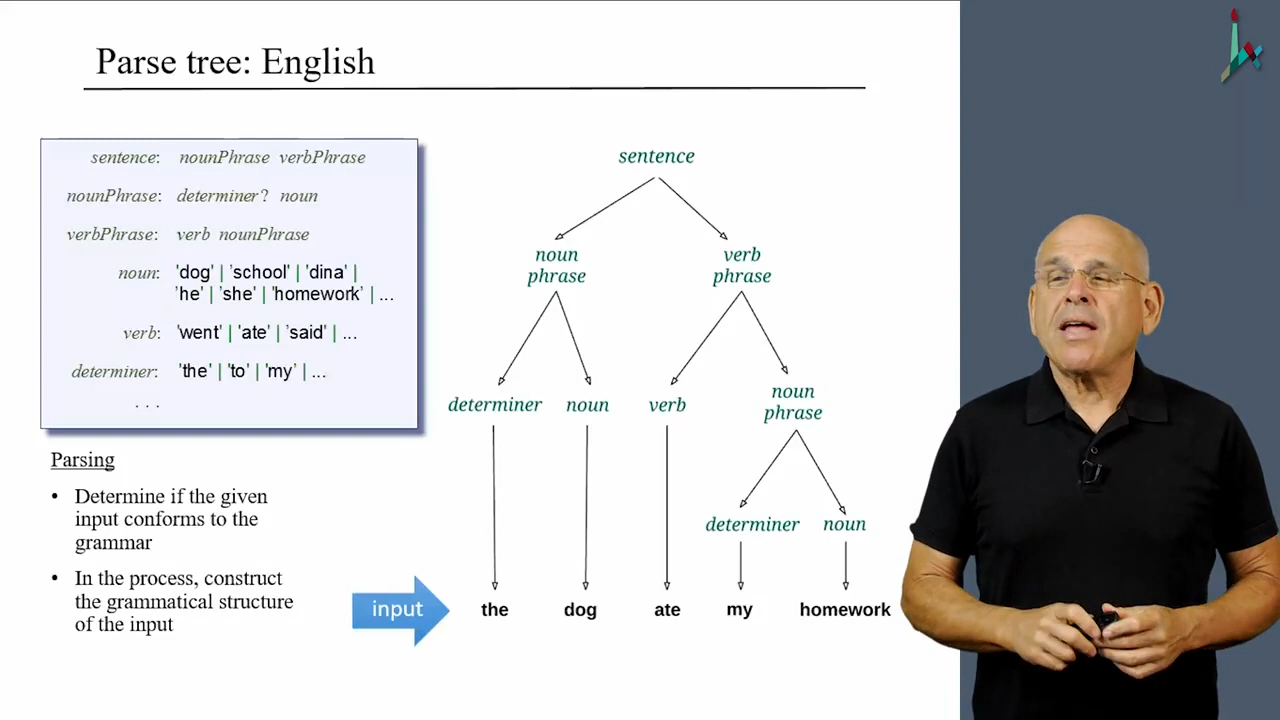 Parse tree: English
sentence: nounPhrase verbPhrase
nounPhrase: determiner? noun
verbPhrase: verb nounPhrase
noun: 'dog' | 'school' | 'dina' |
'he' | 'she' | 'homework' | ...
verb: 'went' | 'ate' | 'said' | ...
determiner: 'the' | 'to' | 'my' | ...
. . .
Parsing
• Determine if the given
input conforms to the
grammar
• In the process, construct
the grammatical structure
of the input
sentence
noun
phrase
verb
phrase
determiner noun verb
noun
phrase
determiner noun
input
the dog ate my homework